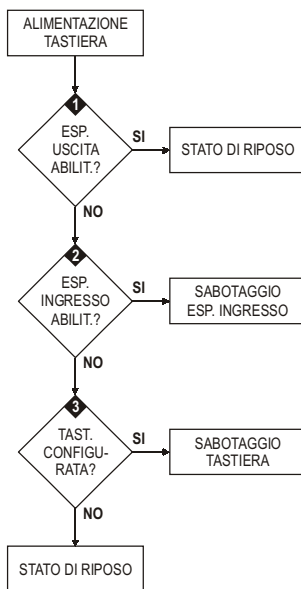 ALIMENTAZIONE
TASTIERA
1
ESP.
USCITA
ABILIT.?
SI
STATO DI RIPOSO
NO
2
ESP.
INGRESSO
ABILIT.?
SI
SABOTAGGIO
ESP. INGRESSO
NO
3
TAST.
CONFIGU-
RATA?
SI
SABOTAGGIO
TASTIERA
NO
STATO DI RIPOSO